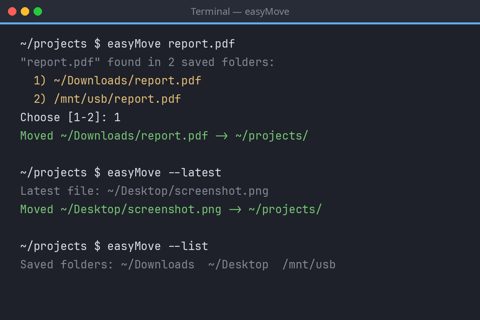 Terminal — easyMove
~/projects $ easyMove report.pdf
"report.pdf" found in 2 saved folders:
1) ~/Downloads/report.pdf
2) /mnt/usb/report.pdf
Choose [1-2]: 1
Moved ~/Downloads/report.pdf -> ~/projects/
~/projects $ easyMove --latest
Latest file: ~/Desktop/screenshot.png
Moved ~/Desktop/screenshot.png -> ~/projects/
~/projects $ easyMove --list
Saved folders: ~/Downloads  ~/Desktop  /mnt/usb